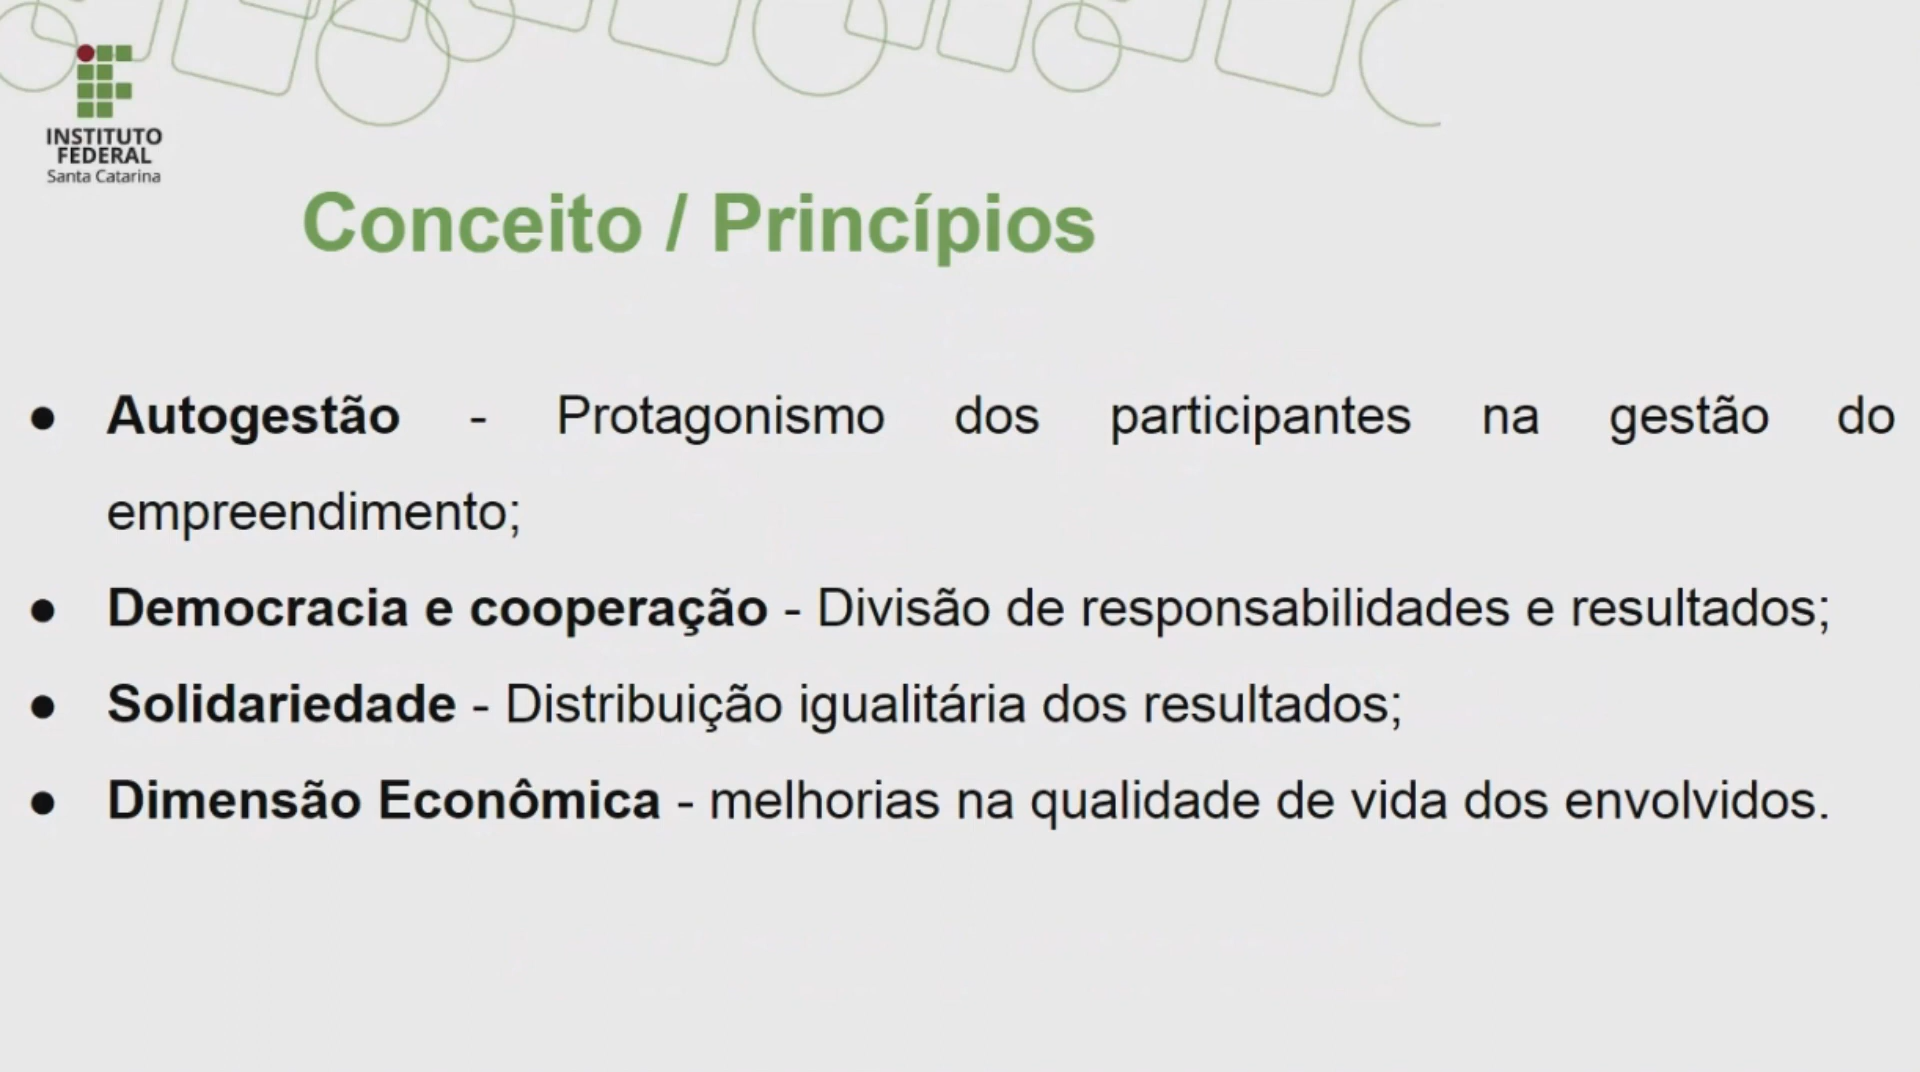 INSTITUTO
FEDERAL
Santa Catarina
Conceito / Princípios
● Autogestão - Protagonismo dos participantes na gestão do
empreendimento;
● Democracia e cooperação - Divisão de responsabilidades e resultados;
● Solidariedade - Distribuição igualitária dos resultados;
● Dimensão Econômica - melhorias na qualidade de vida dos envolvidos.